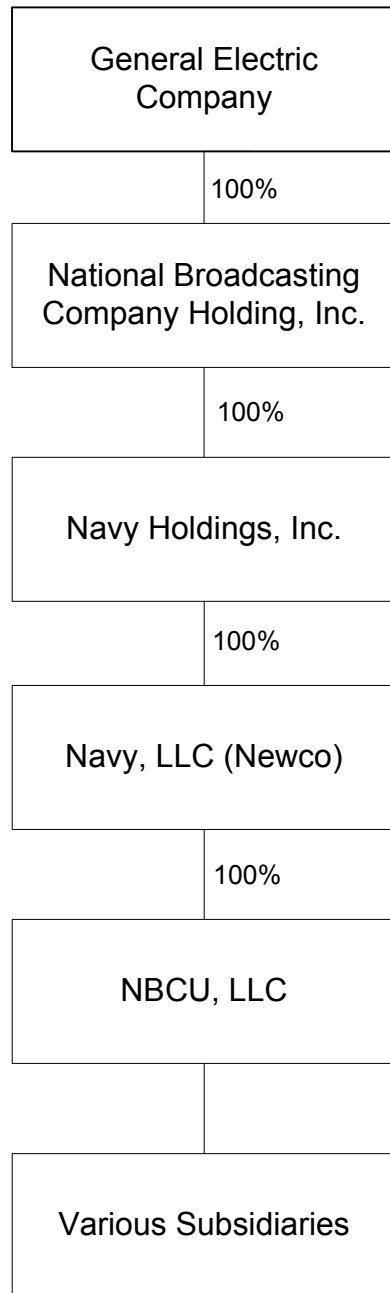 General Electric
Company
100%
National Broadcasting
Company Holding, Inc.
100%
Navy Holdings, Inc.
100%
Navy, LLC (Newco)
100%
NBCU, LLC
Various Subsidiaries